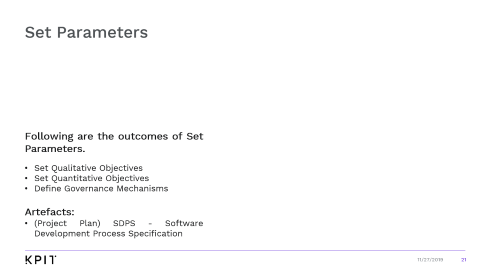 Set Parameters
Following are the outcomes of Set
Parameters.
• Set Qualitative Objectives
• Set Quantitative Objectives
• Define Governance Mechanisms
Artefacts:
• (Project Plan) SDPS - Software
Development Process Specification
KPIT
11/27/2019
21